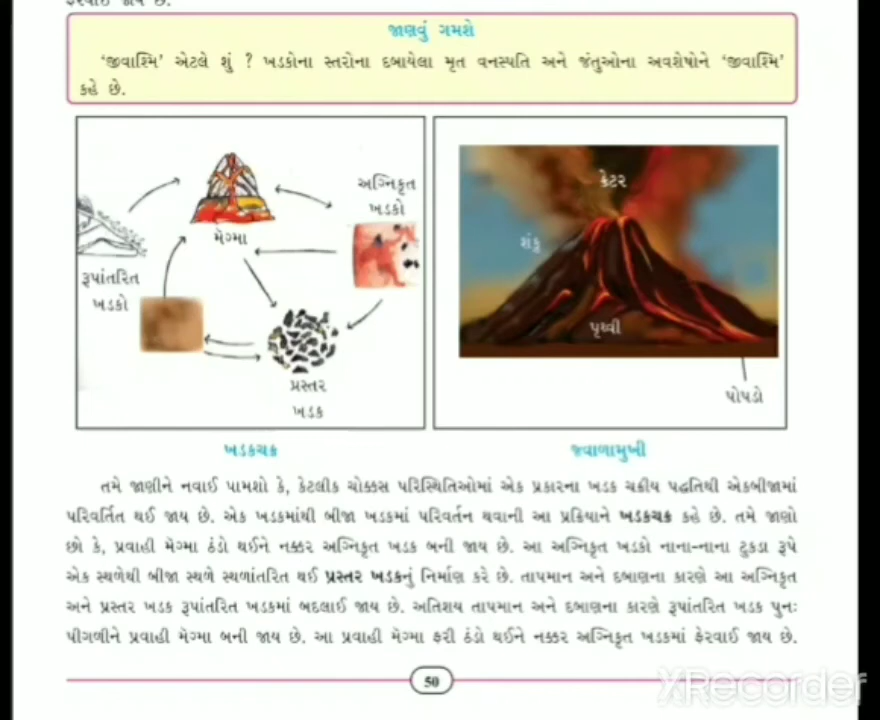 ફેરવાઈ જાય છે.
જાણવું ગમશે
‘જીવાશ્મિ’ એટલે શું ? ખડકોના સ્તરોના દબાયેલા મૃત વનસ્પતિ અને જંતુઓના અવશેષોને ‘જીવાશ્મિ’
કહે છે.
અગ્નિકૃત
ખડકો
મૅગ્મા
રૂપાંતરિત
ખડકો
પ્રસ્તર
ખડક
કેટર
શંકુ
પૃથ્વી
પોપડો
ખડકચક્ર
જ્વાળામુખી
તમે જાણીને નવાઈ પામશો કે, કેટલીક ચોક્કસ પરિસ્થિતિઓમાં એક પ્રકારના ખડક ચક્રીય પદ્ધતિથી એકબીજામાં
પરિવર્તિત થઈ જાય છે. એક ખડકમાંથી બીજા ખડકમાં પરિવર્તન થવાની આ પ્રક્રિયાને ખડકચક્ર કહે છે. તમે જાણો
છો કે, પ્રવાહી મૅગ્મા ઠંડો થઈને નક્કર અગ્નિકૃત ખડક બની જાય છે. આ અગ્નિકૃત ખડકો નાના-નાના ટુકડા રૂપે
એક સ્થળેથી બીજા સ્થળે સ્થળાંતરિત થઈ પ્રસ્તર ખડકનું નિર્માણ કરે છે. તાપમાન અને દબાણના કારણે આ અગ્નિકૃત
અને પ્રસ્તર ખડક રૂપાંતરિત ખડકમાં બદલાઈ જાય છે. અતિશય તાપમાન અને દબાણના કારણે રૂપાંતરિત ખડક પુનઃ
પીગળીને પ્રવાહી મૅગ્મા બની જાય છે. આ પ્રવાહી મૅગ્મા ફરી ઠંડો થઈને નક્કર અગ્નિકૃત ખડકમાં ફેરવાઈ જાય છે.
50
XRecorder